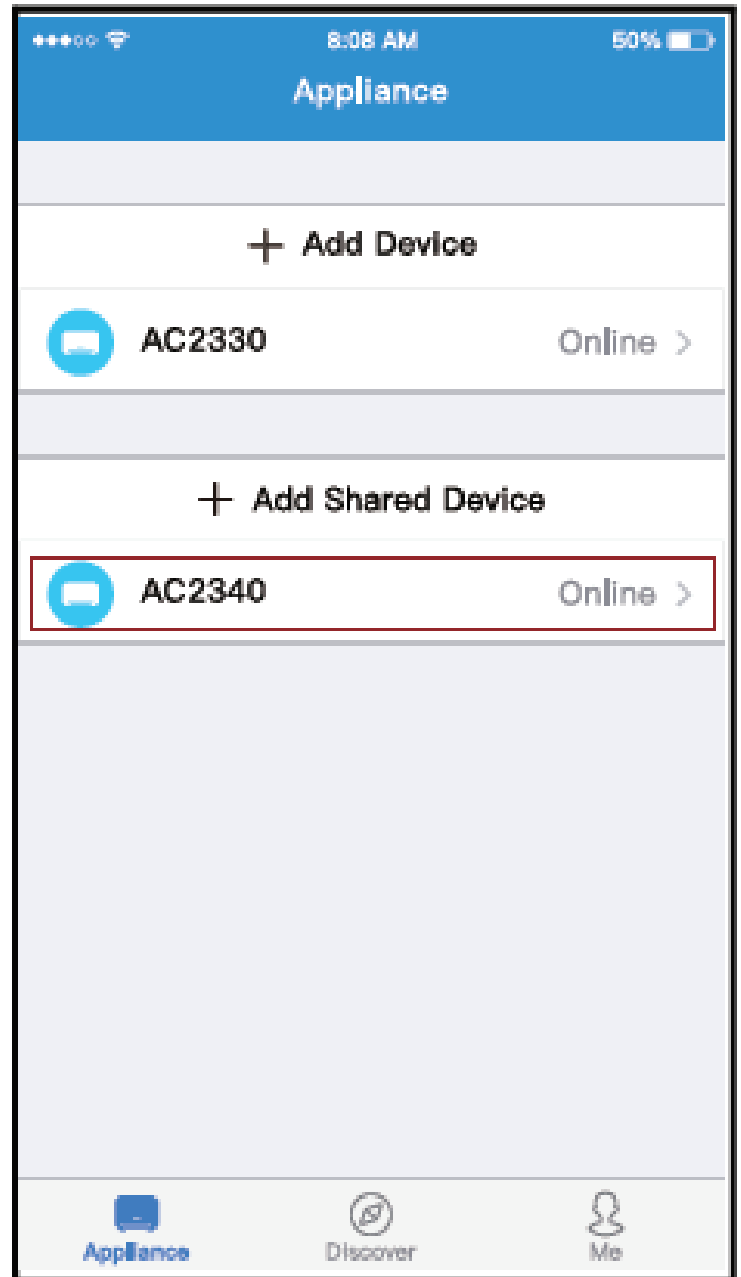 8:08 AM 50%
Appliance
+ Add Device
AC2330 Online >
+ Add Shared Device
AC2340 Online >
Appliance Discover Me